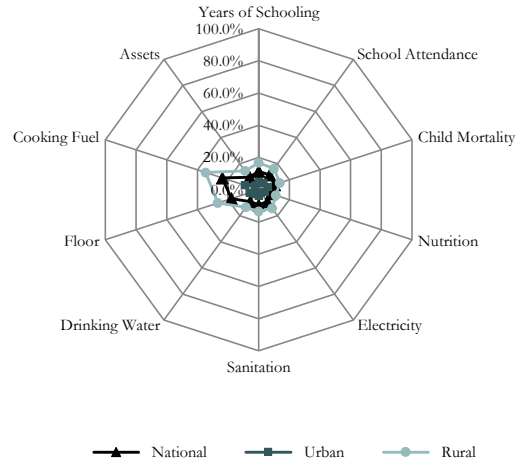 Years of Schooling
100.0%
Assets
School Attendance
80.0%
60.0%
Cooking Fuel
40.0%
Child Mortality
20.0%
0.0%
Floor
Nutrition
Drinking Water
Electricity
Sanitation
National
Urban
Rural